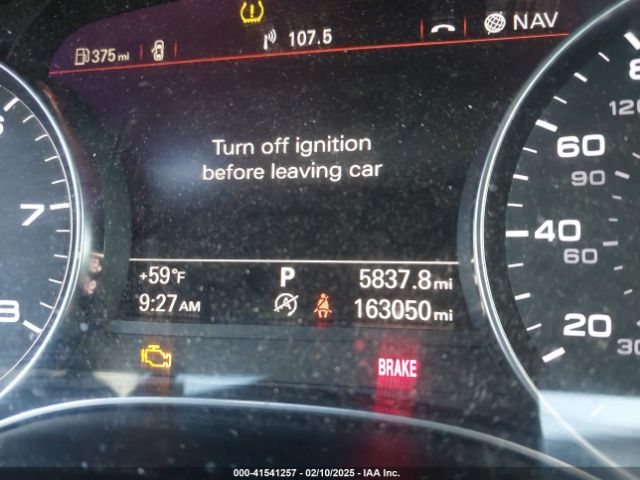 375 mi 107.5 NAV
Turn off ignition
before leaving car
+59°F P 5837.8 mi
9:27 AM 163050 mi
BRAKE
7
80
120
60
90
40
60
20
30
000-41541257 - 02/10/2025 - IAA Inc.